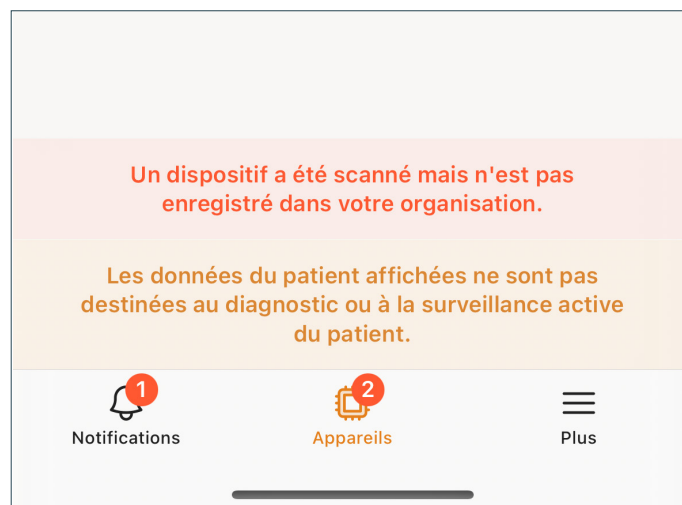 Un dispositif a été scanné mais n'est pas
enregistré dans votre organisation.
Les données du patient affichées ne sont pas
destinées au diagnostic ou à la surveillance active
du patient.
1
2
Notifications
Appareils
Plus